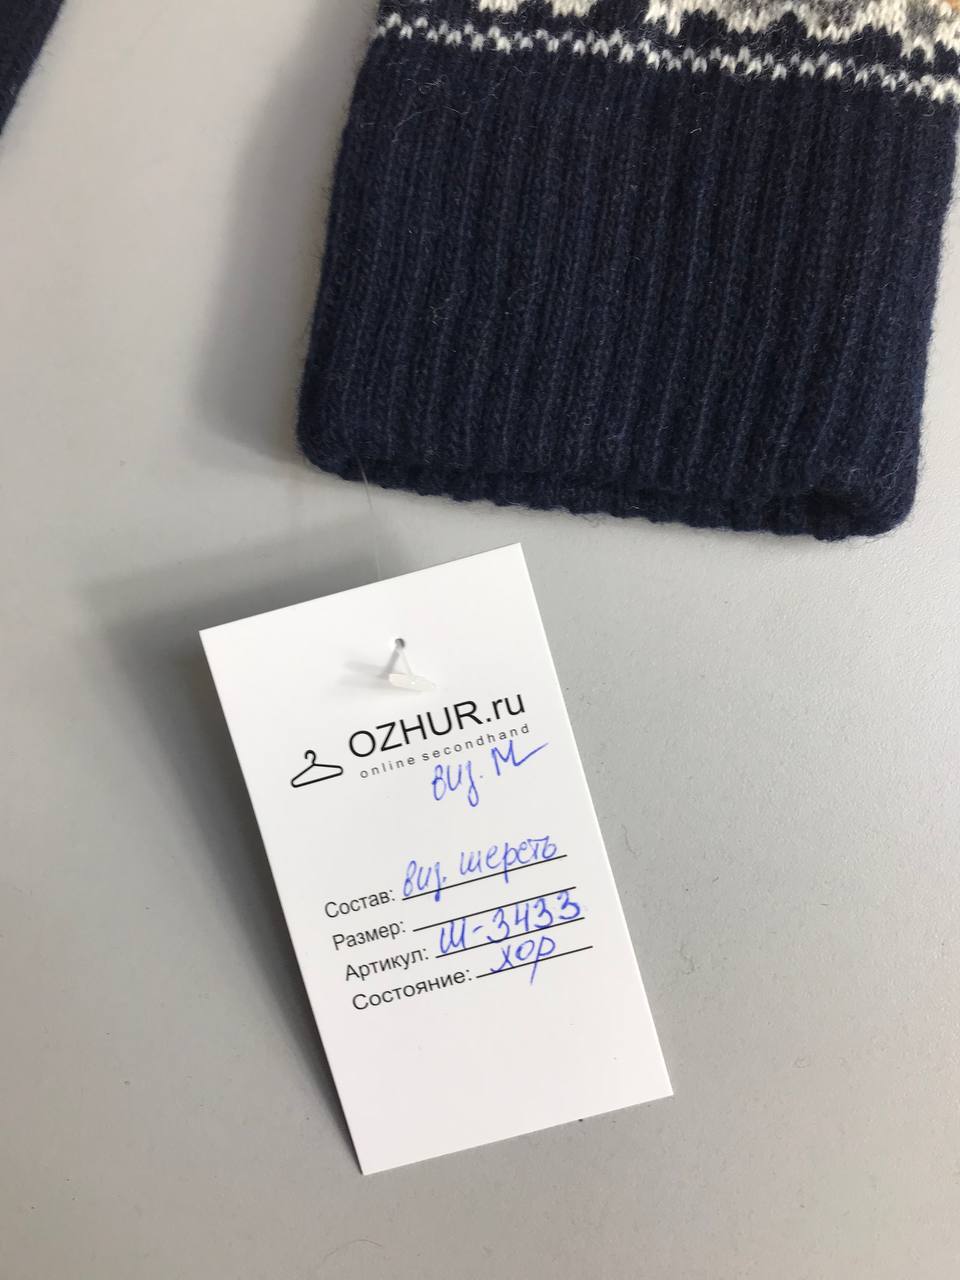 OZHUR.ru
online secondhand
виз. М
Состав: виз. шерсть
Размер:
Артикул: Ш-3433
Состояние: хор